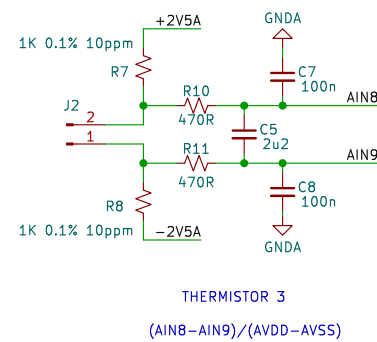 GNDA
+2V5A
1K 0.1% 10ppm
R7
C7
100n
R10
J2
2
470R
AIN8
1
C5
2u2
R11
AIN9
470R
C8
100n
R8
1K 0.1% 10ppm
-2V5A
GNDA
THERMISTOR 3
(AIN8-AIN9)/(AVDD-AVSS)